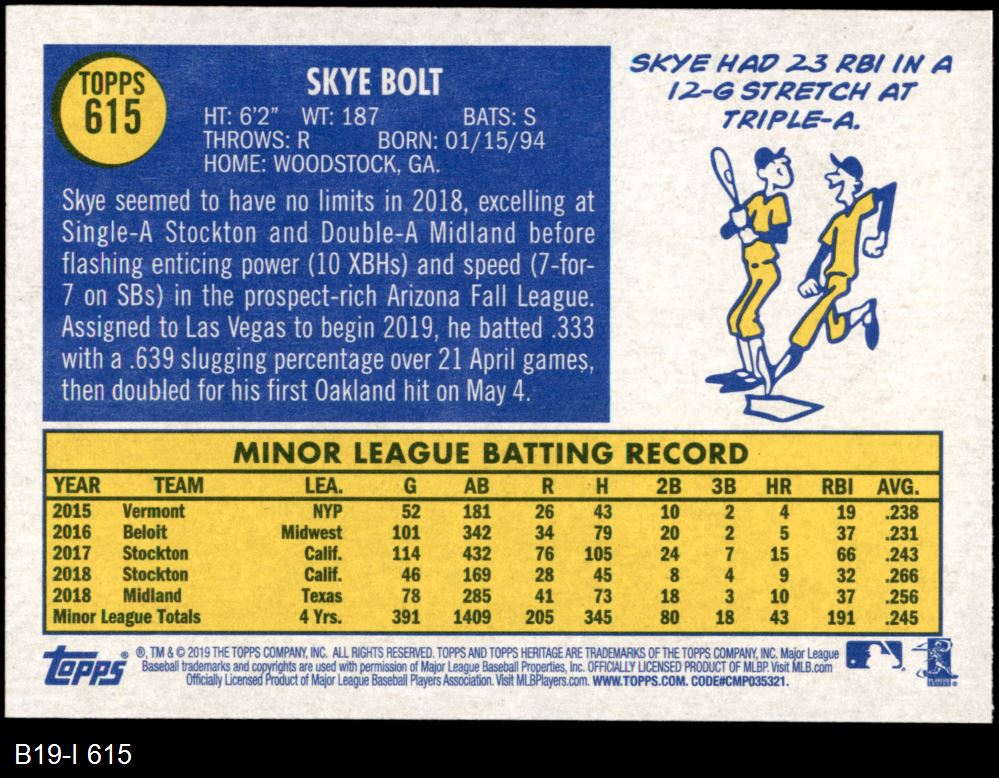 TOPPS
615
SKYE BOLT
HT: 6'2" WT: 187 BATS: S
THROWS: R BORN: 01/15/94
HOME: WOODSTOCK, GA.
Skye seemed to have no limits in 2018, excelling at
Single-A Stockton and Double-A Midland before
flashing enticing power (10 XBHs) and speed (7-for-
7 on SBs) in the prospect-rich Arizona Fall League.
Assigned to Las Vegas to begin 2019, he batted .333
with a .639 slugging percentage over 21 April games,
then doubled for his first Oakland hit on May 4.
SKYE HAD 23 RBI IN A
12-G STRETCH AT
TRIPLE-A.
MINOR LEAGUE BATTING RECORD
YEAR TEAM LEA. G AB R H 2B 3B HR RBI AVG.
2015 Vermont NYP 52 181 26 43 10 2 4 19 .238
2016 Beloit Midwest 101 342 34 79 20 2 5 37 .231
2017 Stockton Calif. 114 432 76 105 24 7 15 66 .243
2018 Stockton Calif. 46 169 28 45 8 4 9 32 .266
2018 Midland Texas 78 285 41 73 18 3 10 37 .256
Minor League Totals 4 Yrs. 391 1409 205 345 80 18 43 191 .245
Topps ® ®, TM & © 2019 THE TOPPS COMPANY, INC. ALL RIGHTS RESERVED. TOPPS AND TOPPS HERITAGE ARE TRADEMARKS OF THE TOPPS COMPANY, INC. Major League
Baseball trademarks and copyrights are used with permission of Major League Baseball Properties, Inc. OFFICIALLY LICENSED PRODUCT OF MLBP. Visit MLB.com
Officially Licensed Product of Major League Baseball Players Association. Visit MLBPlayers.com. WWW.TOPPS.COM. CODE#CMP035321.
B19-I 615